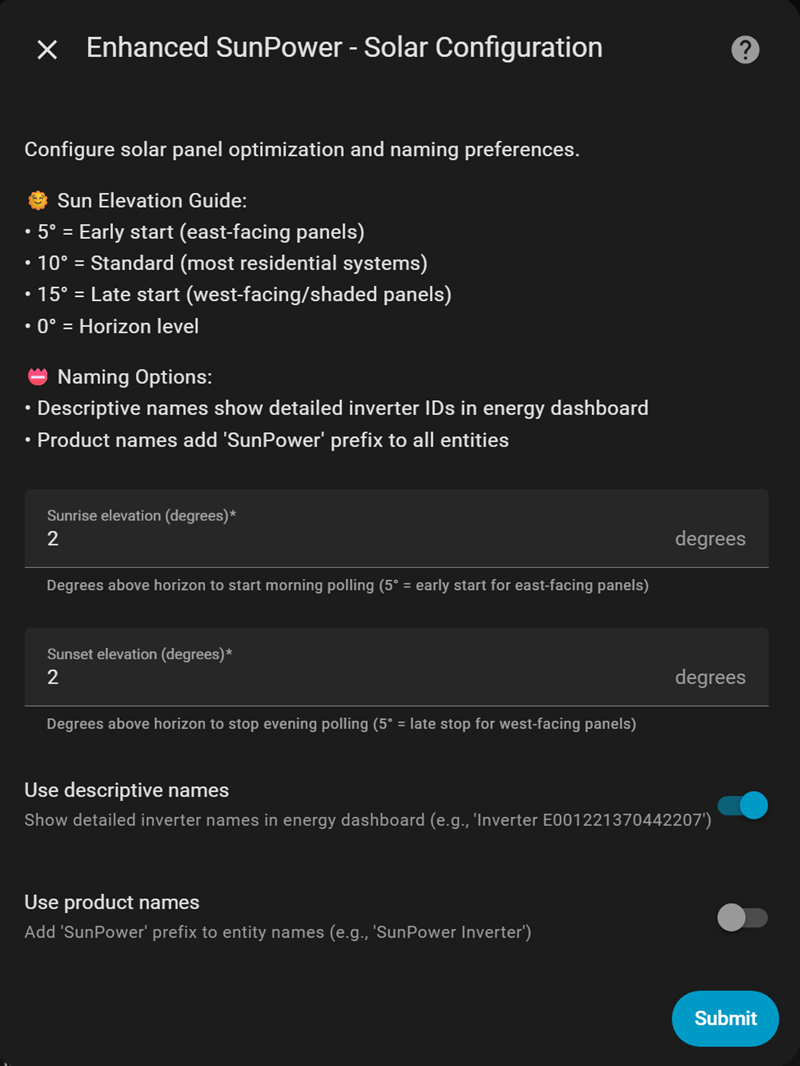 Enhanced SunPower - Solar Configuration
Configure solar panel optimization and naming preferences.
🌞 Sun Elevation Guide:
• 5° = Early start (east-facing panels)
• 10° = Standard (most residential systems)
• 15° = Late start (west-facing/shaded panels)
• 0° = Horizon level
📛 Naming Options:
• Descriptive names show detailed inverter IDs in energy dashboard
• Product names add 'SunPower' prefix to all entities
Sunrise elevation (degrees)*
2 degrees
Degrees above horizon to start morning polling (5° = early start for east-facing panels)
Sunset elevation (degrees)*
2 degrees
Degrees above horizon to stop evening polling (5° = late stop for west-facing panels)
Use descriptive names
Show detailed inverter names in energy dashboard (e.g., 'Inverter E001221370442207')
Use product names
Add 'SunPower' prefix to entity names (e.g., 'SunPower Inverter')
Submit